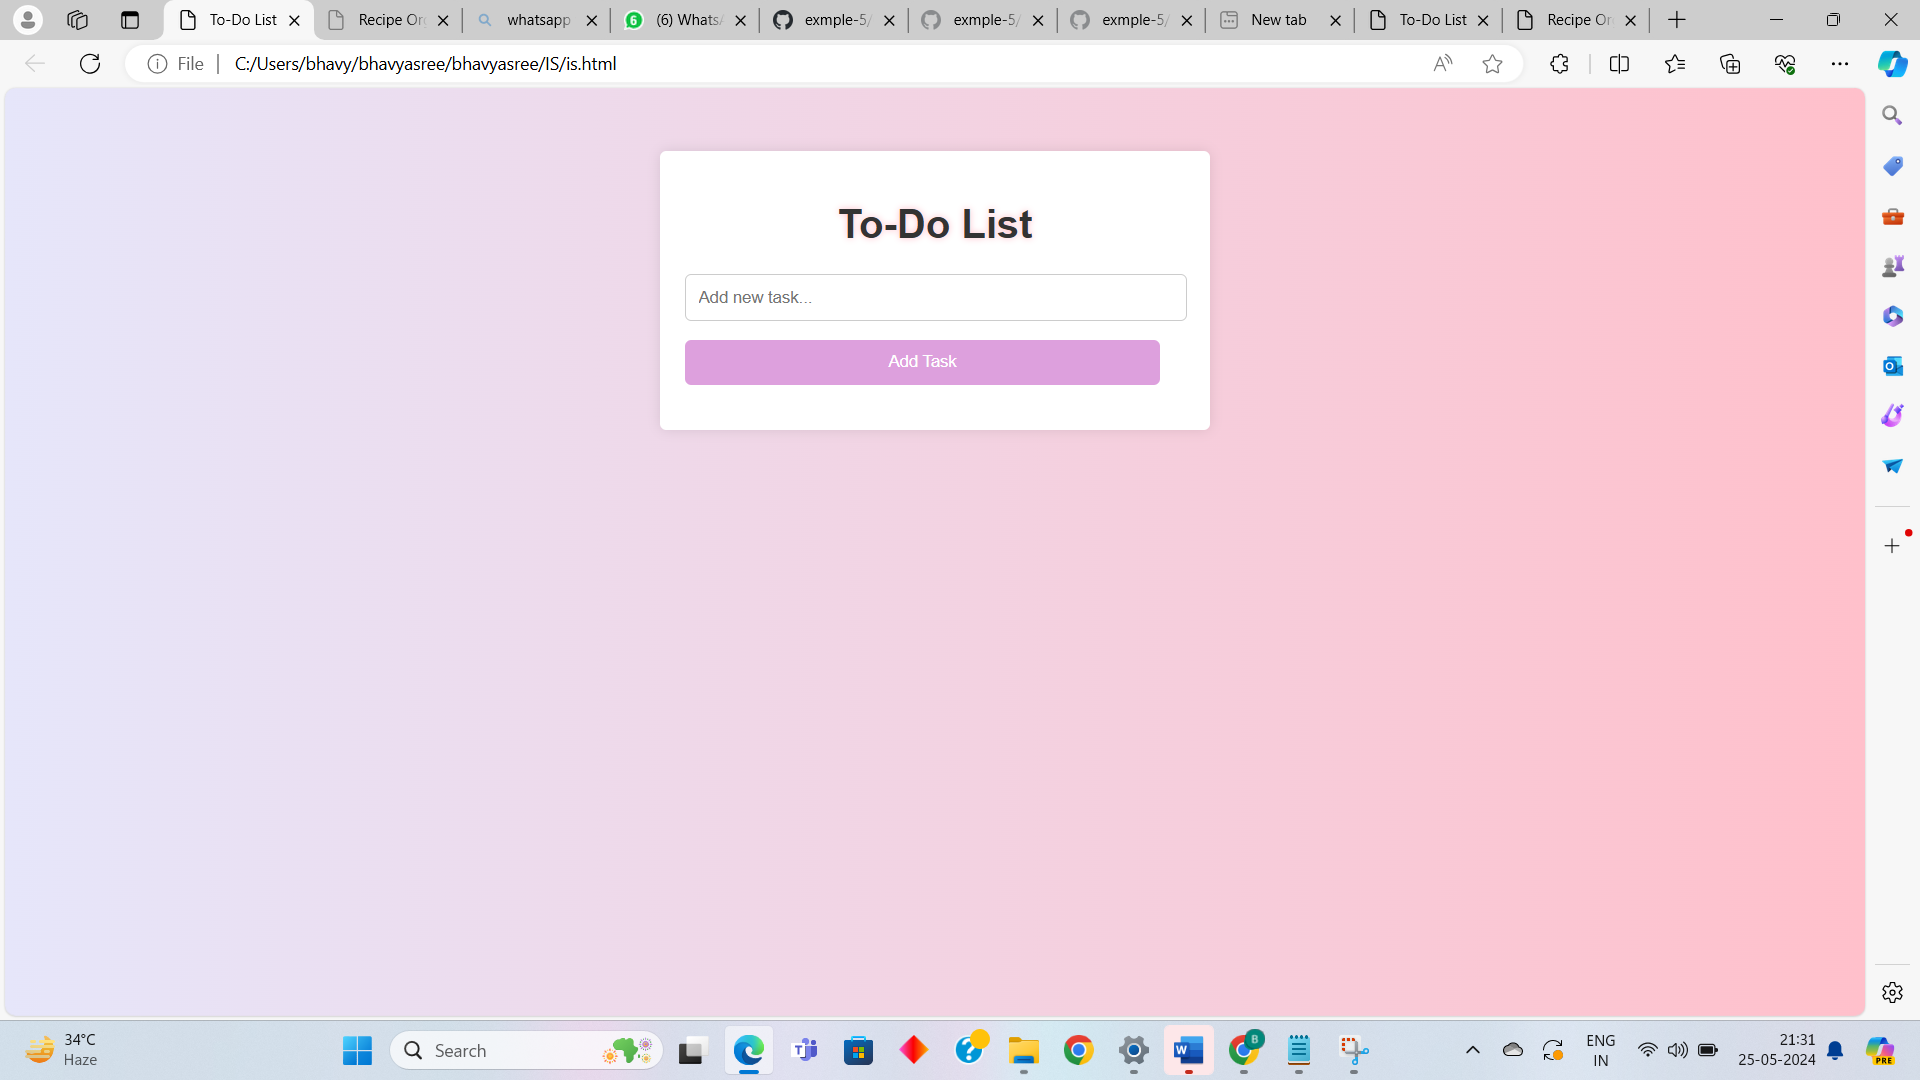 To-Do List
Recipe Or
whatsapp
(6) Whats
exmple-5/
exmple-5/
exmple-5/
New tab
To-Do List
Recipe Or
File
C:/Users/bhavy/bhavyasree/bhavyasree/IS/is.html
To-Do List
Add new task...
Add Task
34°C
Haze
Search
ENG
IN
21:31
25-05-2024
PRE